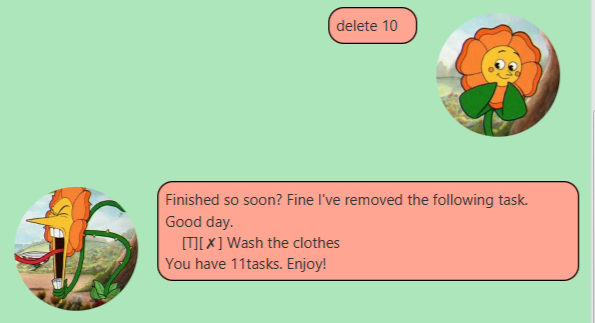 delete 10
Finished so soon? Fine I've removed the following task.
Good day.
[T][✗] Wash the clothes
You have 11tasks. Enjoy!